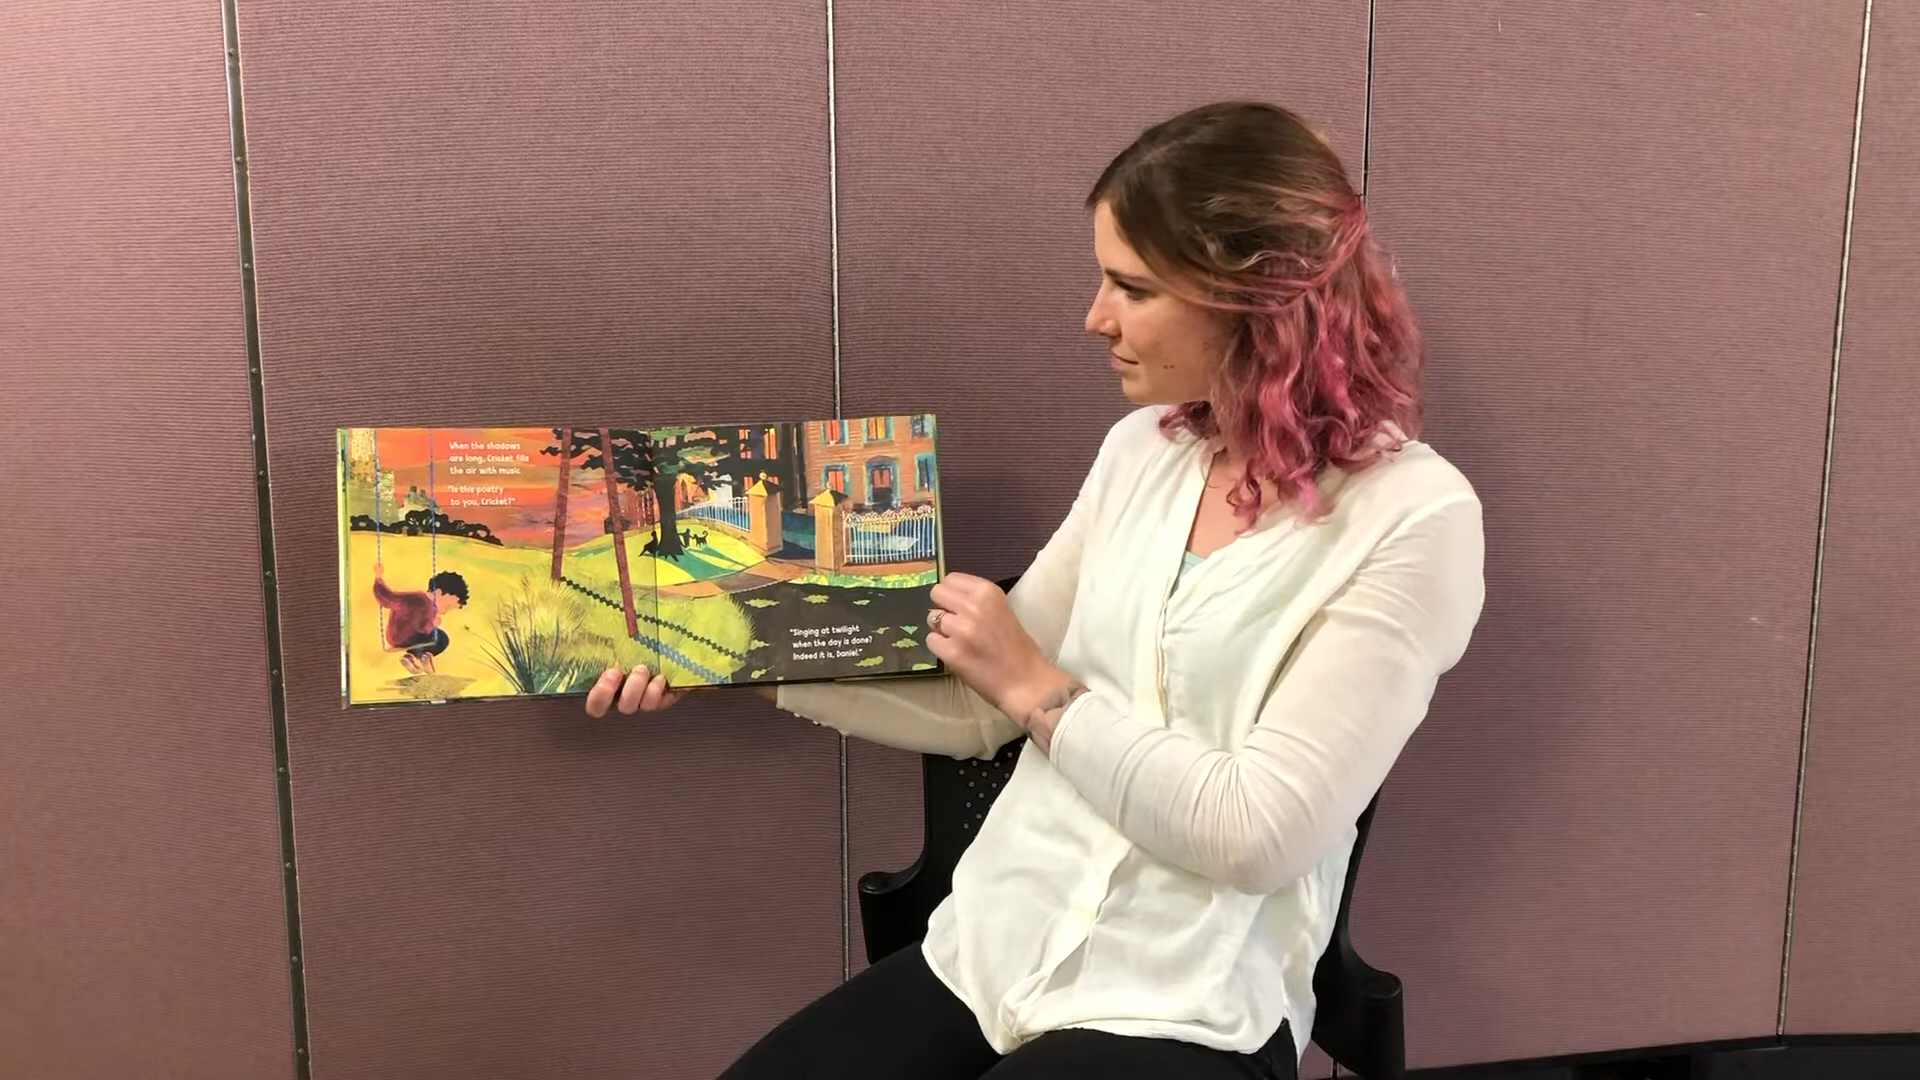 When the shadows
are long, Cricket fills
the air with music.
"Is this poetry
to you, Cricket?"
"Singing at twilight
when the day is done?
Indeed it is, Daniel."